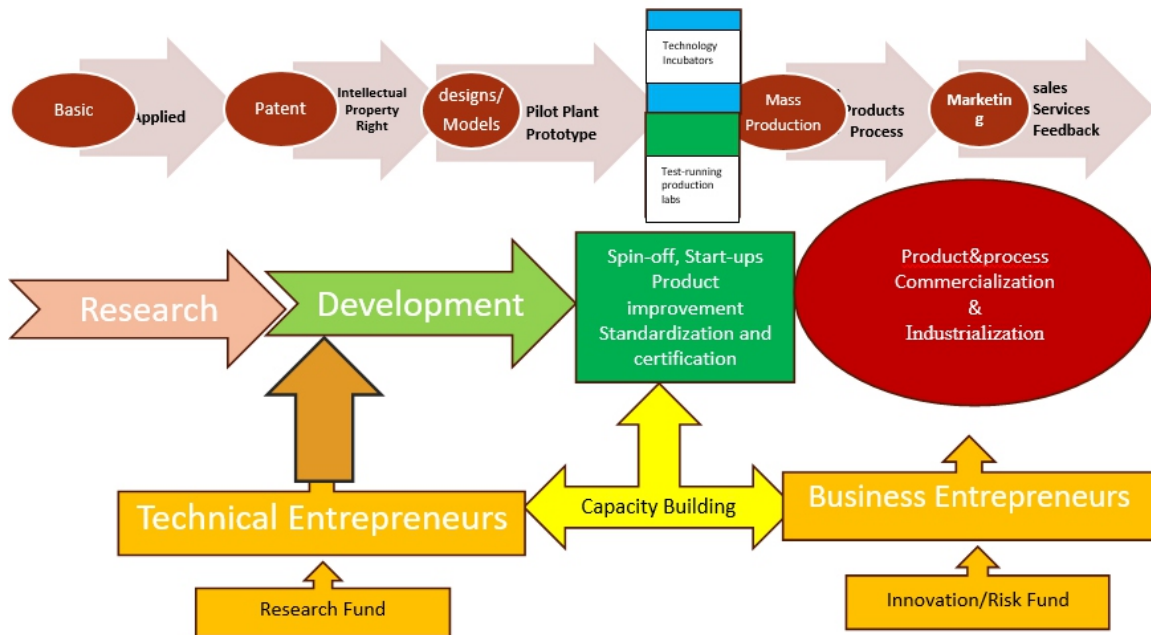 Basic
Applied
Patent
Intellectual
Property
Right
designs/
Models
Pilot Plant
Prototype
Technology
Incubators
Test-running
production
labs
Mass
Production
Products
Process
Marketin
g
sales
Services
Feedback
Research
Development
Spin-off, Start-ups
Product
improvement
Standardization and
certification
Product&process
Commercialization
&
Industrialization
Technical Entrepreneurs
Capacity Building
Business Entrepreneurs
Research Fund
Innovation/Risk Fund